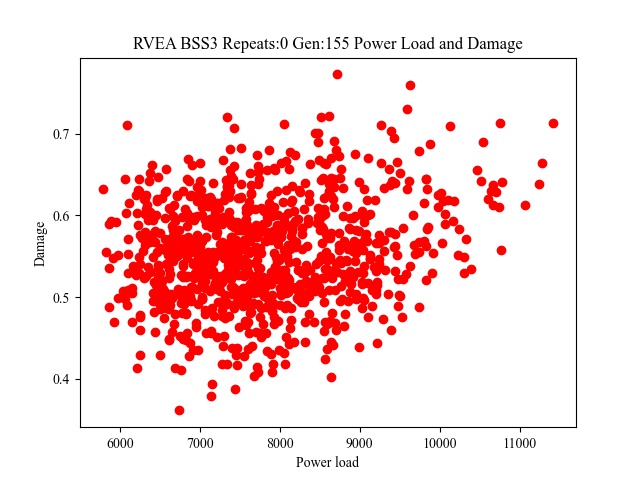 RVEA BSS3 Repeats:0 Gen:155 Power Load and Damage
Damage
0.7
0.6
0.5
0.4
6000 7000 8000 9000 10000 11000
Power load